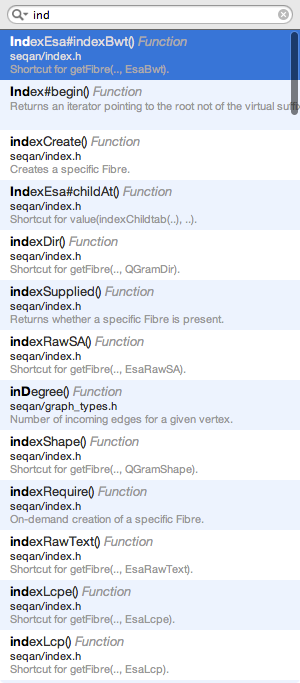 ind
IndexEsa#indexBwt() Function
seqan/index.h
Shortcut for getFibre(.., EsaBwt).
Index#begin() Function
Returns an iterator pointing to the root not of the virtual suffi
indexCreate() Function
seqan/index.h
Creates a specific Fibre.
IndexEsa#childAt() Function
seqan/index.h
Shortcut for value(indexChildtab(..), ..).
indexDir() Function
seqan/index.h
Shortcut for getFibre(.., QGramDir).
indexSupplied() Function
seqan/index.h
Returns whether a specific Fibre is present.
indexRawSA() Function
seqan/index.h
Shortcut for getFibre(.., EsaRawSA).
inDegree() Function
seqan/graph_types.h
Number of incoming edges for a given vertex.
indexShape() Function
seqan/index.h
Shortcut for getFibre(.., QGramShape).
indexRequire() Function
seqan/index.h
On-demand creation of a specific Fibre.
indexRawText() Function
seqan/index.h
Shortcut for getFibre(.., EsaRawText).
indexLcpe() Function
seqan/index.h
Shortcut for getFibre(.., EsaLcpe).
indexLcp() Function
seqan/index.h
Shortcut for getFibre(.., EsaLcp).